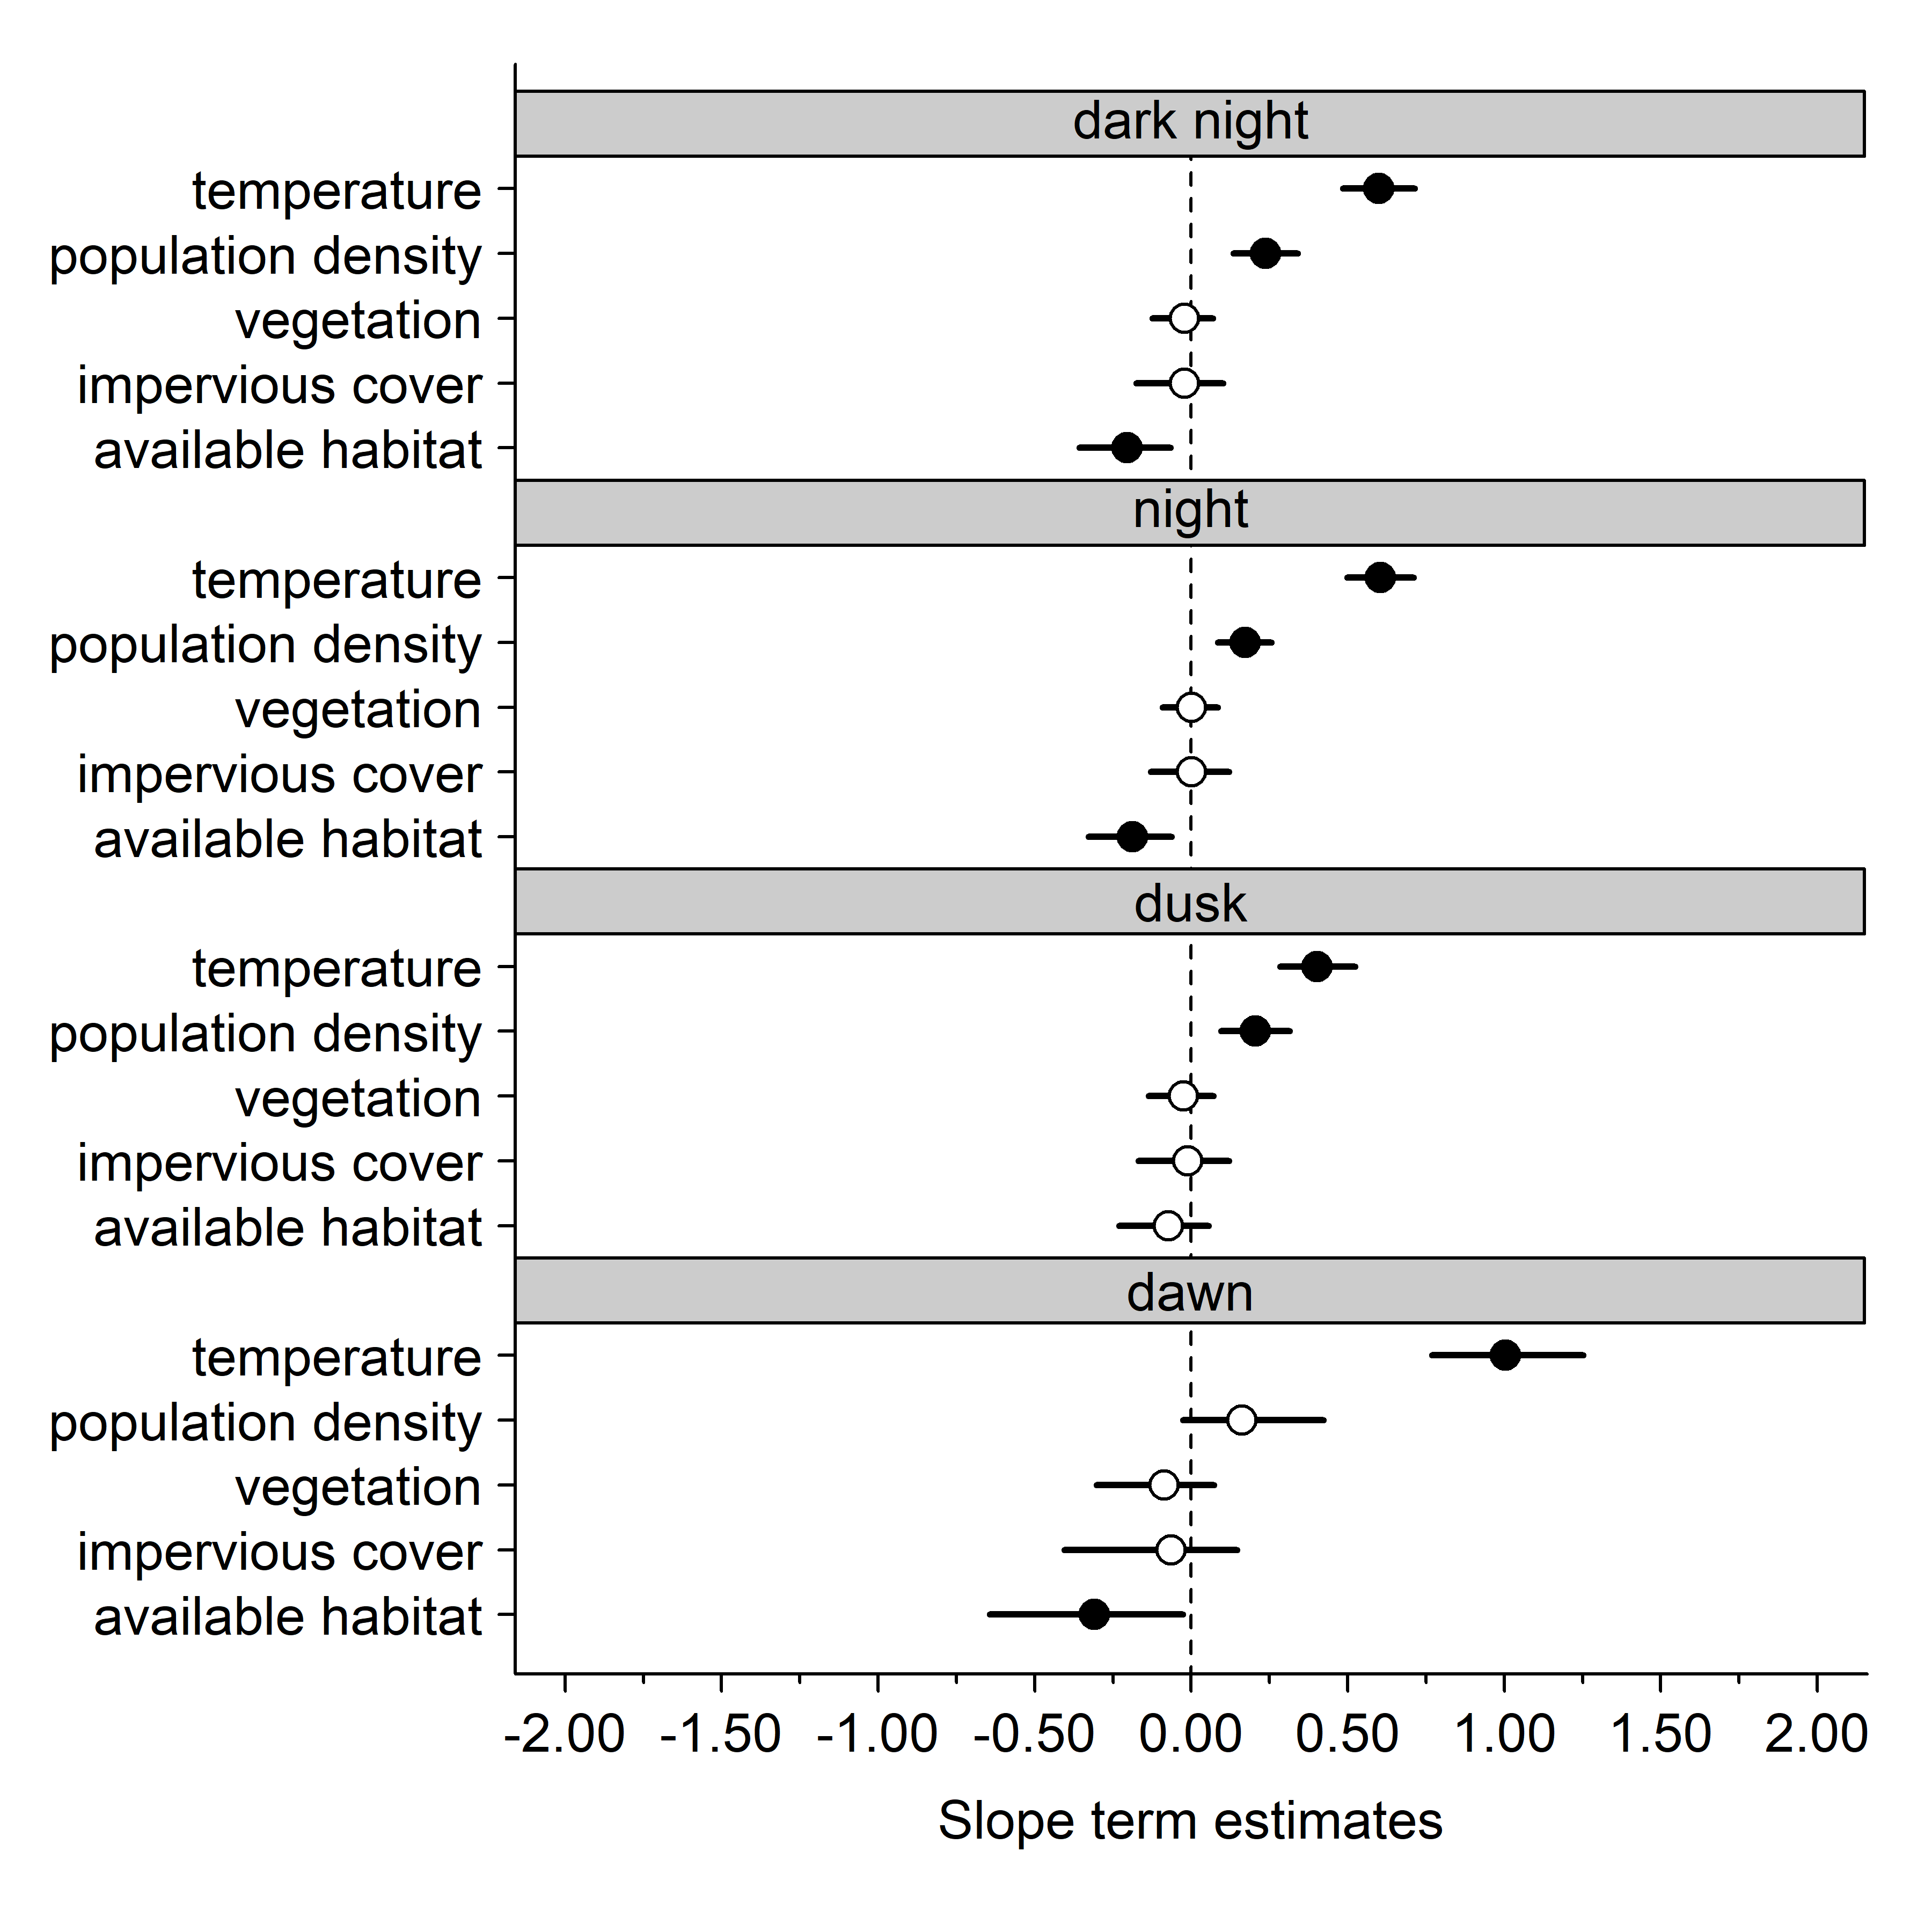 dark night
temperature
population density
vegetation
impervious cover
available habitat
night
temperature
population density
vegetation
impervious cover
available habitat
dusk
temperature
population density
vegetation
impervious cover
available habitat
dawn
temperature
population density
vegetation
impervious cover
available habitat
-2.00 -1.50 -1.00 -0.50 0.00 0.50 1.00 1.50 2.00
Slope term estimates